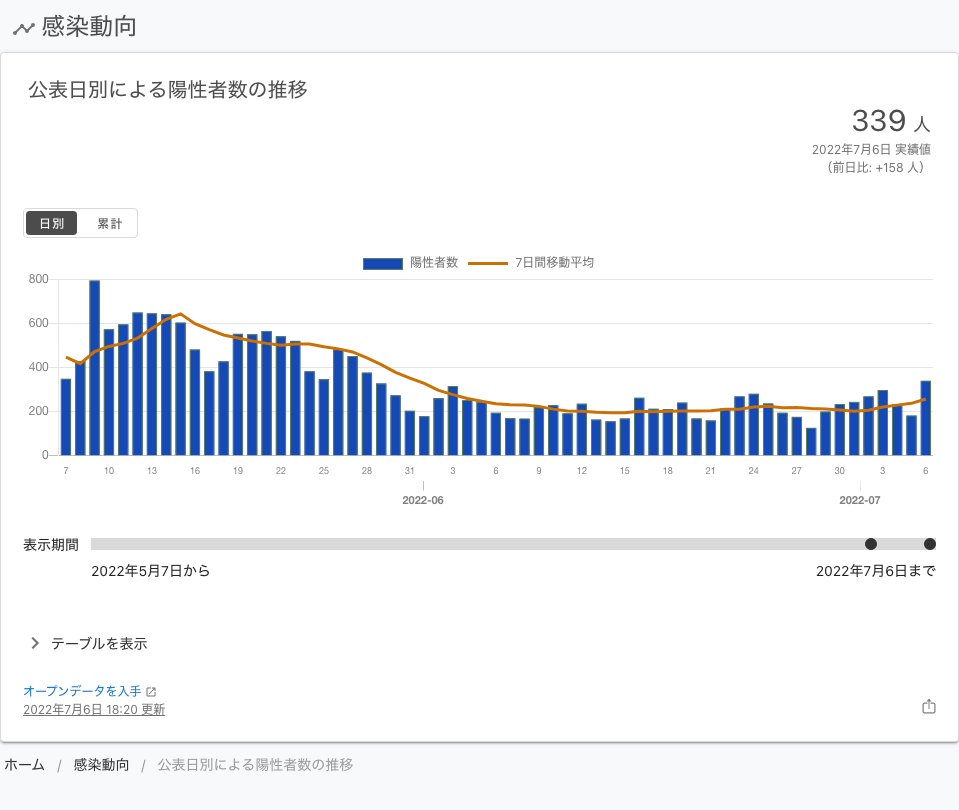 感染動向
公表日別による陽性者数の推移
339 人
2022年7月6日 実績値
（前日比: +158 人）
日別 累計
陽性者数 7日間移動平均
800
600
400
200
0
7 10 13 16 19 22 25 28 31 3 6 9 12 15 18 21 24 27 30 3 6
2022-06 2022-07
表示期間
2022年5月7日から 2022年7月6日まで
テーブルを表示
オープンデータを入手
2022年7月6日 18:20 更新
ホーム / 感染動向 / 公表日別による陽性者数の推移